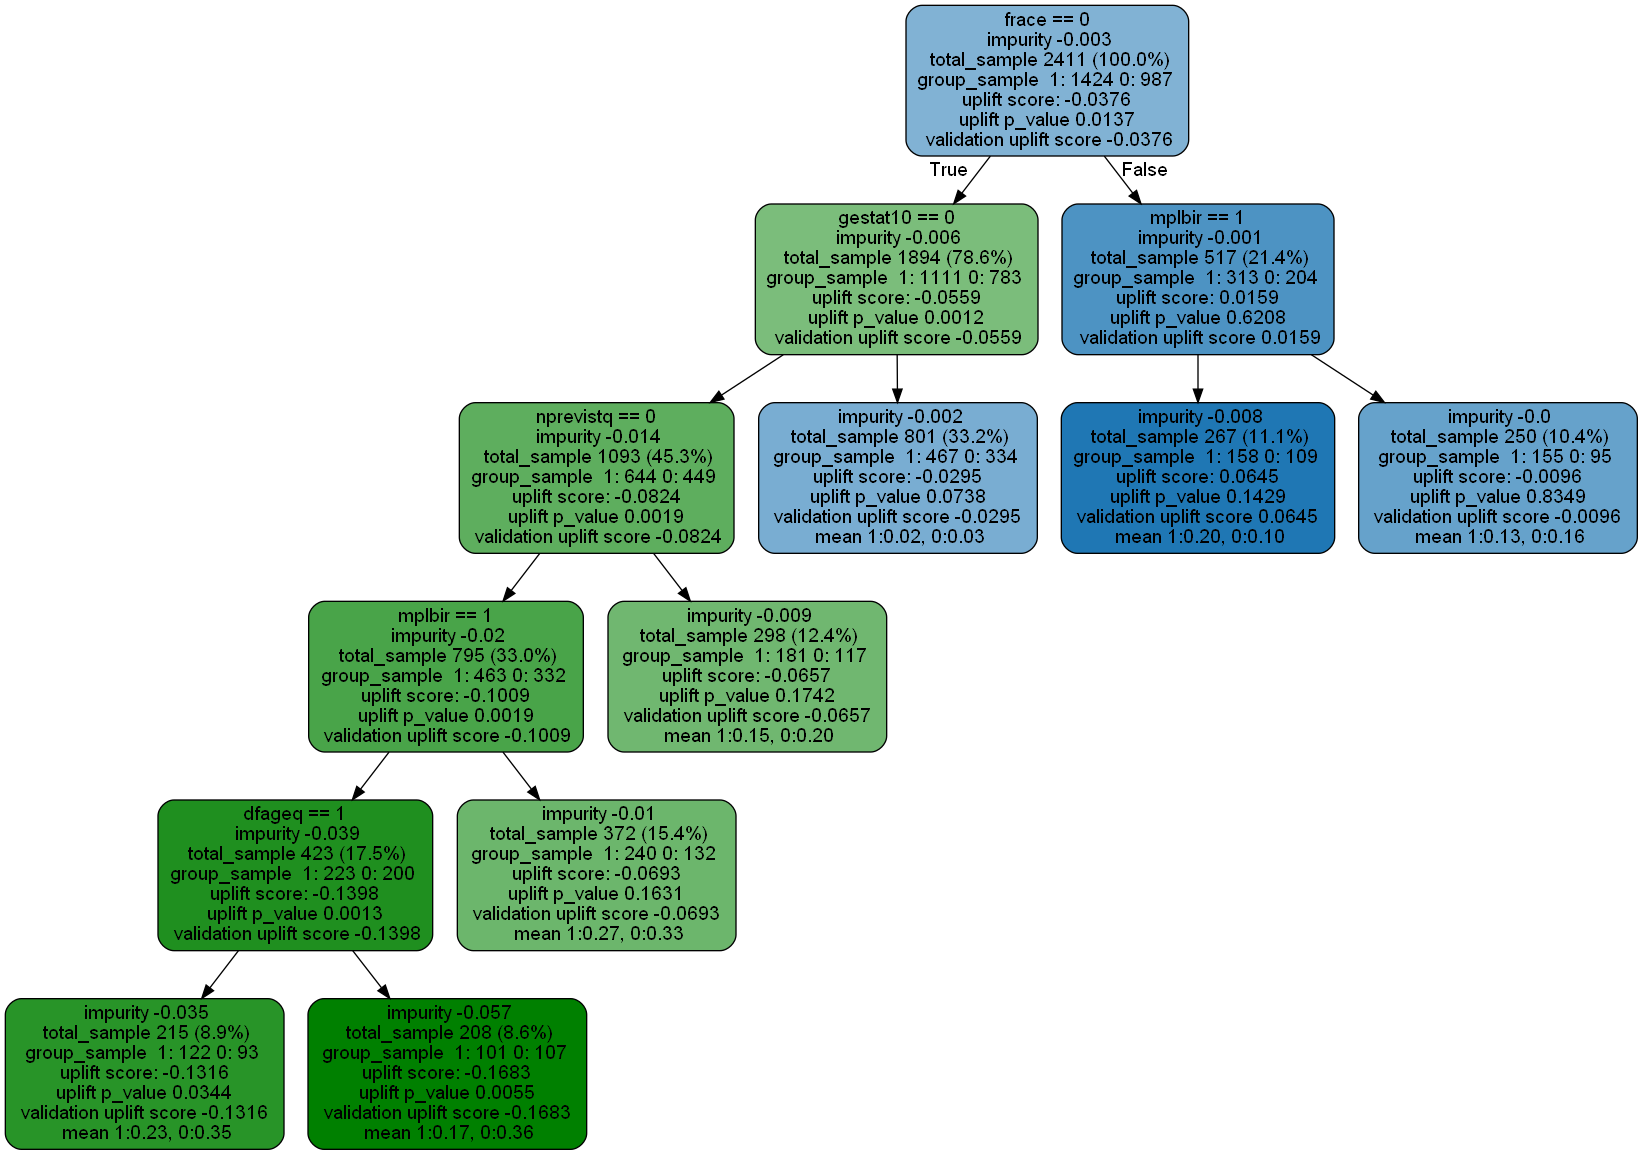 frace == 0
impurity -0.003
total_sample 2411 (100.0%)
group_sample 1: 1424 0: 987
uplift score: -0.0376
uplift p_value 0.0137
validation uplift score -0.0376
True
False
gestat10 == 0
impurity -0.006
total_sample 1894 (78.6%)
group_sample 1: 1111 0: 783
uplift score: -0.0559
uplift p_value 0.0012
validation uplift score -0.0559
mplbir == 1
impurity -0.001
total_sample 517 (21.4%)
group_sample 1: 313 0: 204
uplift score: 0.0159
uplift p_value 0.6208
validation uplift score 0.0159
nprevistq == 0
impurity -0.014
total_sample 1093 (45.3%)
group_sample 1: 644 0: 449
uplift score: -0.0824
uplift p_value 0.0019
validation uplift score -0.0824
impurity -0.002
total_sample 801 (33.2%)
group_sample 1: 467 0: 334
uplift score: -0.0295
uplift p_value 0.0738
validation uplift score -0.0295
mean 1:0.02, 0:0.03
impurity -0.008
total_sample 267 (11.1%)
group_sample 1: 158 0: 109
uplift score: 0.0645
uplift p_value 0.1429
validation uplift score 0.0645
mean 1:0.20, 0:0.10
impurity -0.0
total_sample 250 (10.4%)
group_sample 1: 155 0: 95
uplift score: -0.0096
uplift p_value 0.8349
validation uplift score -0.0096
mean 1:0.13, 0:0.16
mplbir == 1
impurity -0.02
total_sample 795 (33.0%)
group_sample 1: 463 0: 332
uplift score: -0.1009
uplift p_value 0.0019
validation uplift score -0.1009
impurity -0.009
total_sample 298 (12.4%)
group_sample 1: 181 0: 117
uplift score: -0.0657
uplift p_value 0.1742
validation uplift score -0.0657
mean 1:0.15, 0:0.20
dfageq == 1
impurity -0.039
total_sample 423 (17.5%)
group_sample 1: 223 0: 200
uplift score: -0.1398
uplift p_value 0.0013
validation uplift score -0.1398
impurity -0.01
total_sample 372 (15.4%)
group_sample 1: 240 0: 132
uplift score: -0.0693
uplift p_value 0.1631
validation uplift score -0.0693
mean 1:0.27, 0:0.33
impurity -0.035
total_sample 215 (8.9%)
group_sample 1: 122 0: 93
uplift score: -0.1316
uplift p_value 0.0344
validation uplift score -0.1316
mean 1:0.23, 0:0.35
impurity -0.057
total_sample 208 (8.6%)
group_sample 1: 101 0: 107
uplift score: -0.1683
uplift p_value 0.0055
validation uplift score -0.1683
mean 1:0.17, 0:0.36